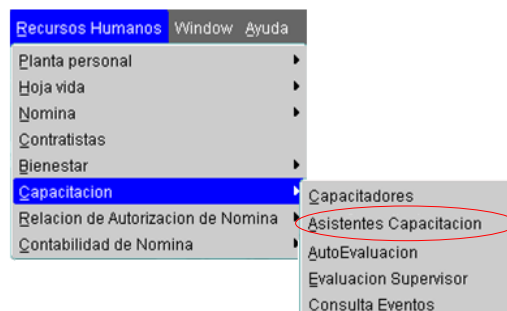 Recursos Humanos Window Ayuda
Planta personal
Hoja vida
Nomina
Contratistas
Bienestar
Capacitacion
Relacion de Autorizacion de Nomina
Contabilidad de Nomina
Capacitadores
Asistentes Capacitacion
AutoEvaluacion
Evaluacion Supervisor
Consulta Eventos